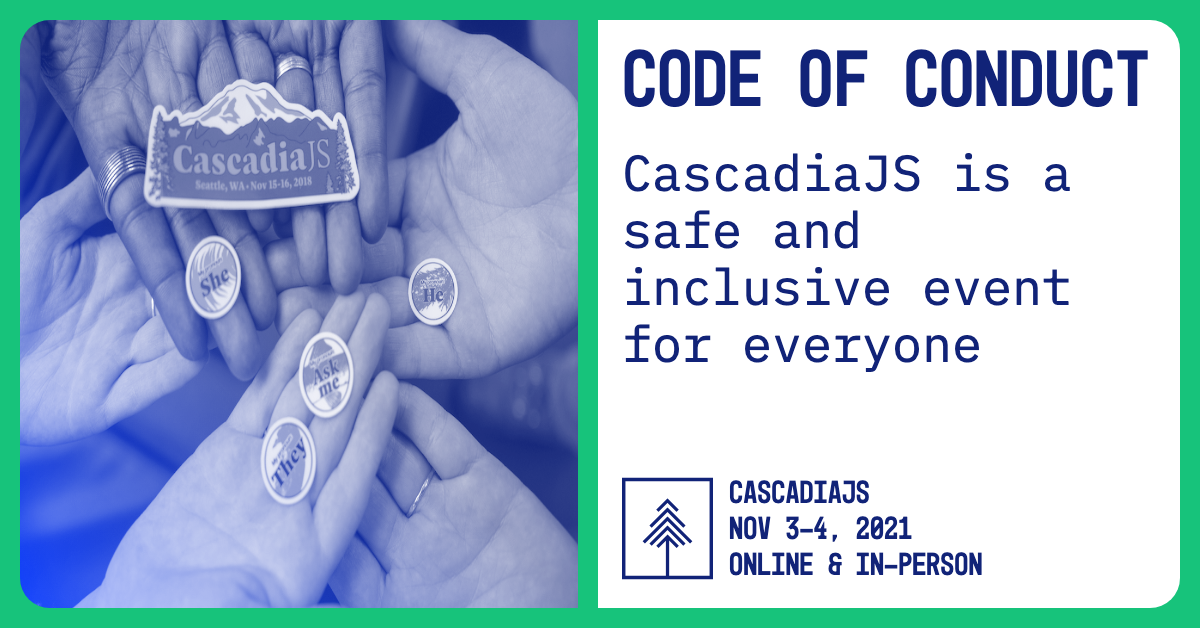 CascadiaJS
Seattle, WA • Nov 15-16, 2018
She
He
Ask
me
They
CODE OF CONDUCT
CascadiaJS is a
safe and
inclusive event
for everyone
CASCADIAJS
NOV 3-4, 2021
ONLINE & IN-PERSON